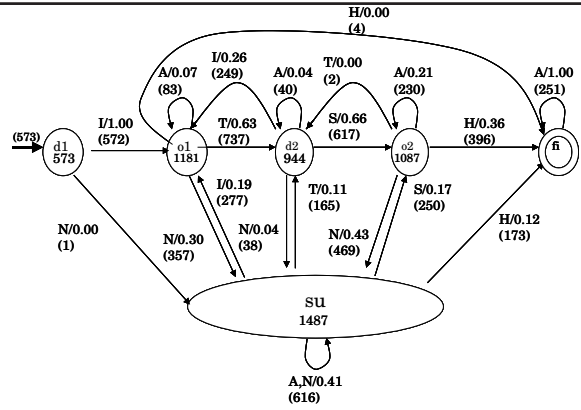 H/0.00
(4)
I/0.26
(249)
T/0.00
(2)
A/0.07
(83)
A/0.04
(40)
A/0.21
(230)
A/1.00
(251)
(573)
d1
573
I/1.00
(572)
o1
1181
T/0.63
(737)
d2
944
S/0.66
(617)
o2
1087
H/0.36
(396)
fi
N/0.00
(1)
N/0.30
(357)
I/0.19
(277)
N/0.04
(38)
T/0.11
(165)
N/0.43
(469)
S/0.17
(250)
H/0.12
(173)
su
1487
A,N/0.41
(616)